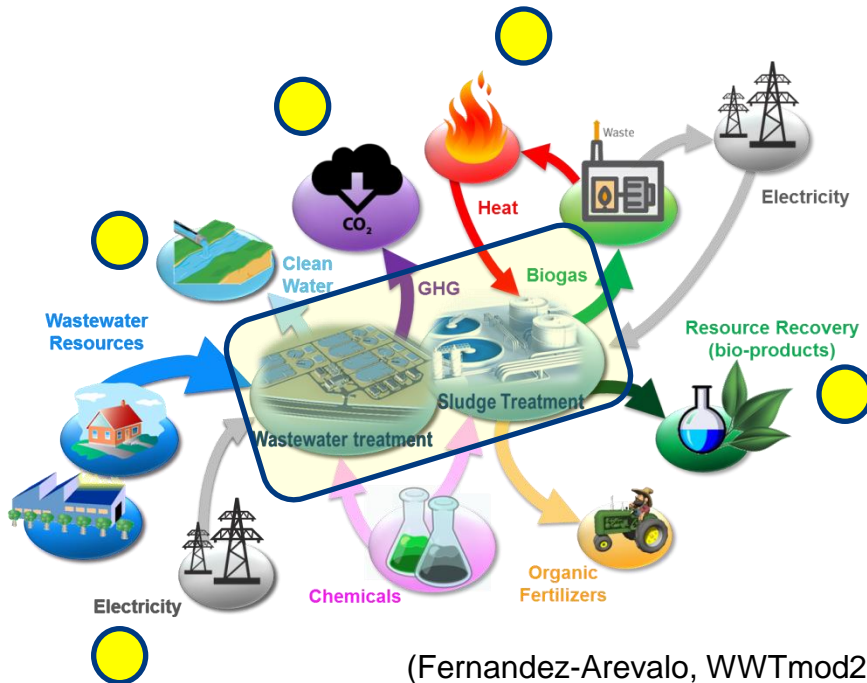 Waste
Electricity
CO₂
Heat
Clean
Water
GHG
Biogas
Wastewater
Resources
Resource Recovery
(bio-products)
Sludge Treatment
Wastewater treatment
Chemicals
Organic
Fertilizers
Electricity
(Fernandez-Arevalo, WWTmod2